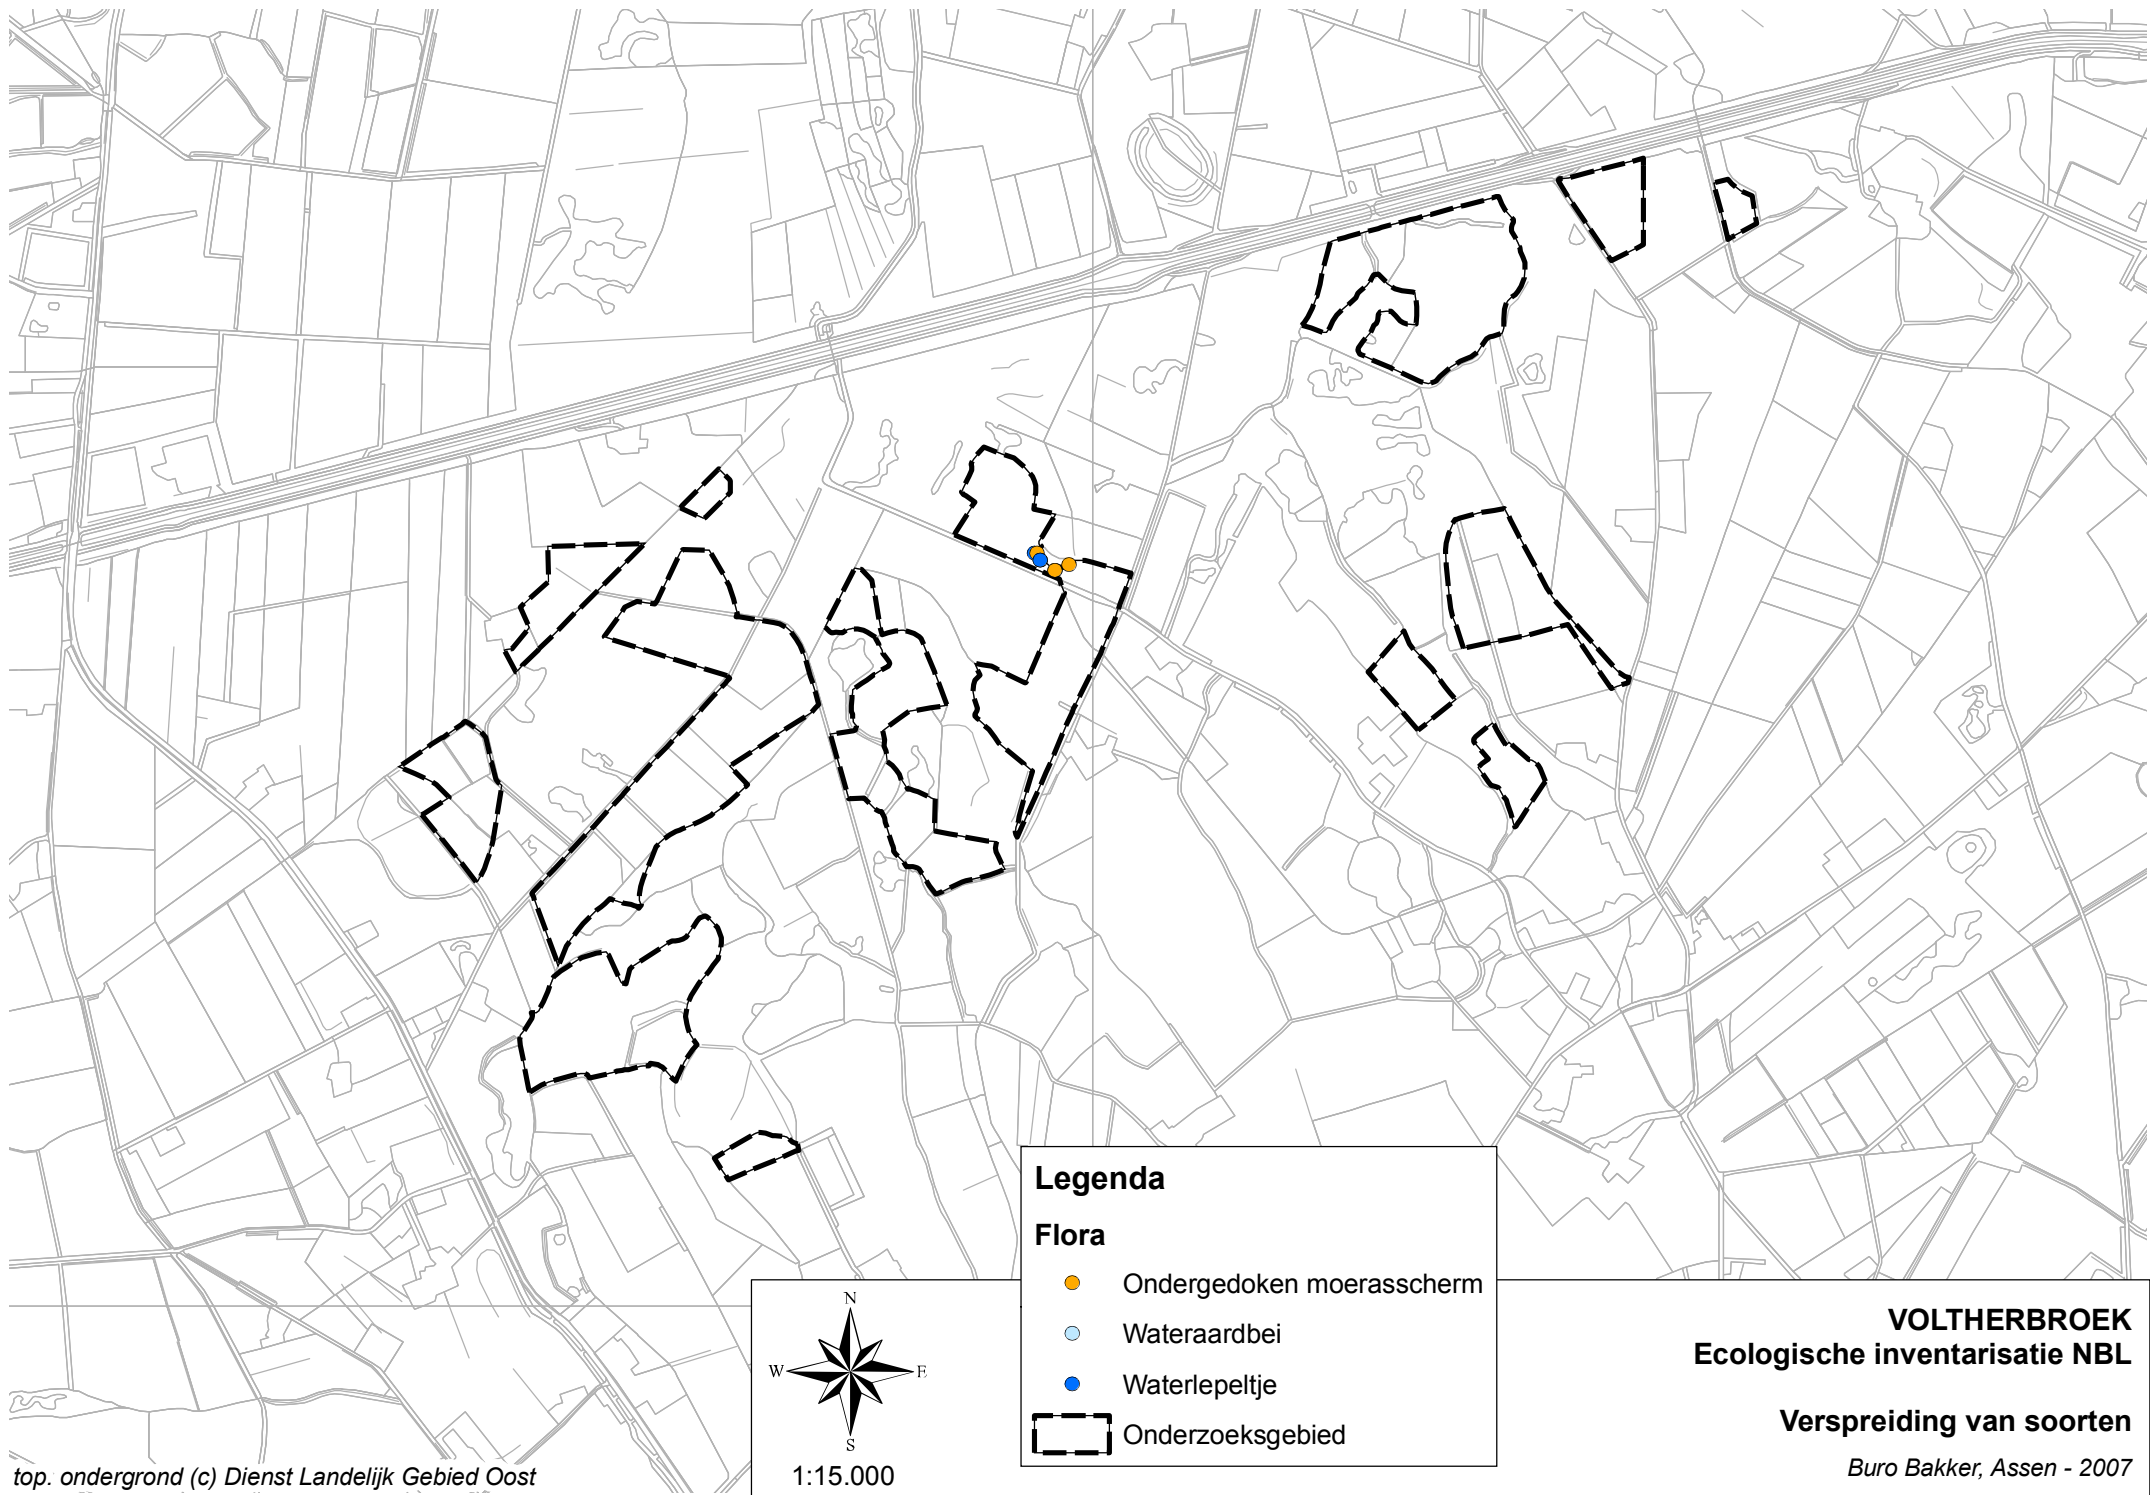 Legenda
Flora
Ondergedoken moerasscherm
Wateraardbei
Waterlepeltje
Onderzoeksgebied
N
W E
S
1:15.000
VOLTHERBROEK
Ecologische inventarisatie NBL
Verspreiding van soorten
Buro Bakker, Assen - 2007
top. ondergrond (c) Dienst Landelijk Gebied Oost